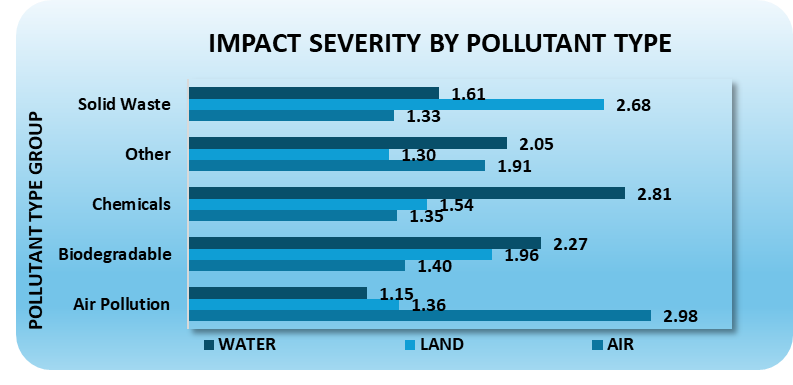 IMPACT SEVERITY BY POLLUTANT TYPE
POLLUTANT TYPE GROUP
Solid Waste
1.61
2.68
1.33
Other
2.05
1.30
1.91
Chemicals
2.81
1.54
1.35
Biodegradable
2.27
1.96
1.40
Air Pollution
1.15
1.36
2.98
WATER LAND AIR